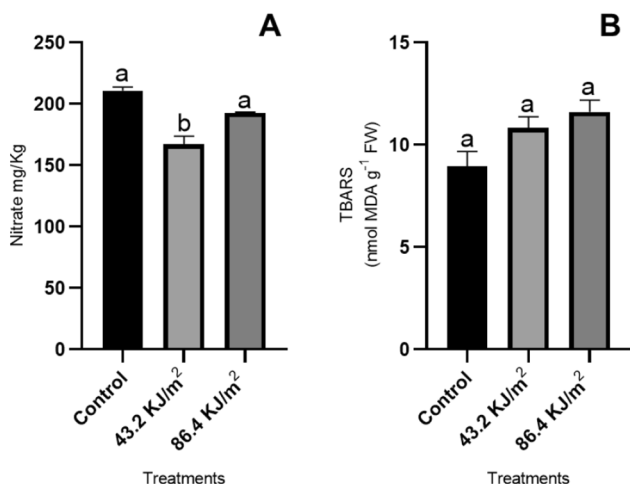 A
Nitrate mg/Kg
250
200
150
100
50
0
a
b
a
Control
43.2 KJ/m²
86.4 KJ/m²
Treatments
B
TBARS
(nmol MDA g⁻¹ FW)
15
10
5
0
a
a
a
Control
43.2 KJ/m²
86.4 KJ/m²
Treatments